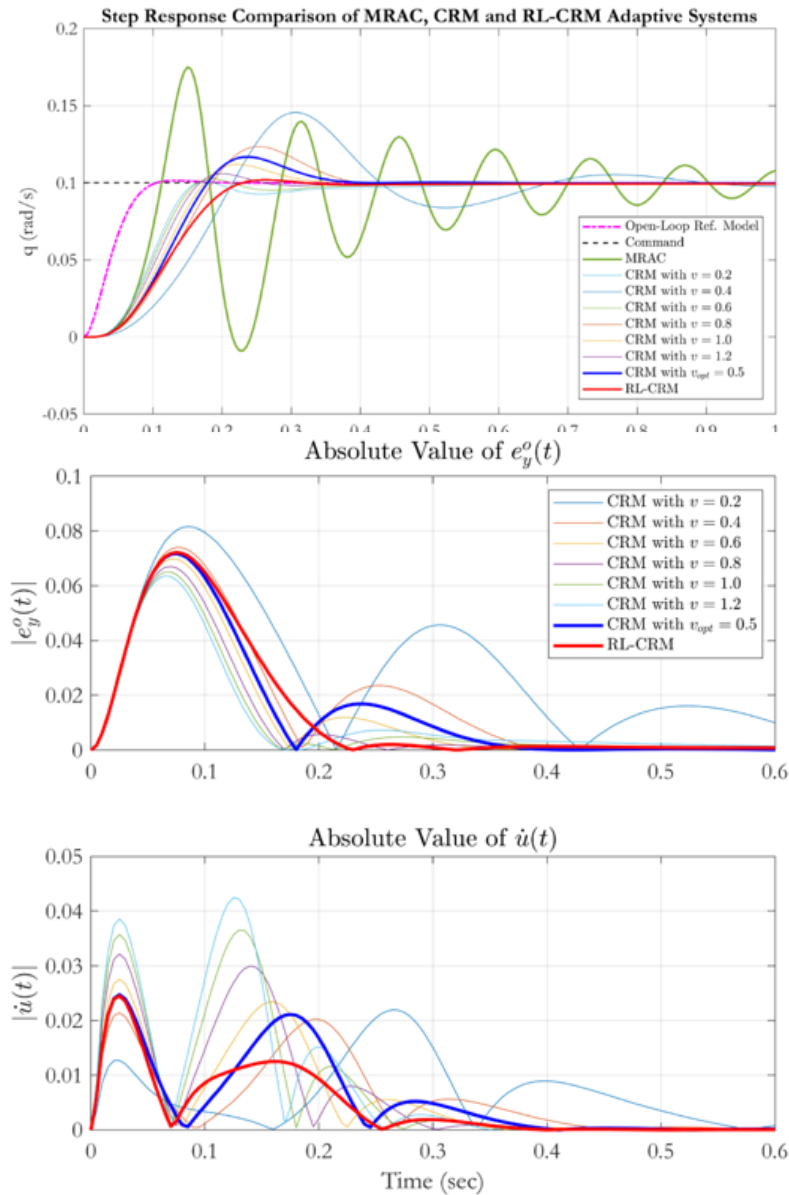 Step Response Comparison of MRAC, CRM and RL-CRM Adaptive Systems
0.2
0.15
0.1
0.05
0
-0.05
q (rad/s)
Open-Loop Ref. Model
Command
MRAC
CRM with v = 0.2
CRM with v = 0.4
CRM with v = 0.6
CRM with v = 0.8
CRM with v = 1.0
CRM with v = 1.2
CRM with v_opt = 0.5
RL-CRM
0 0.1 0.2 0.3 0.4 0.5 0.6 0.7 0.8 0.9 1
Absolute Value of e_y^o(t)
0.1
0.08
0.06
0.04
0.02
0
|e_y^o(t)|
CRM with v = 0.2
CRM with v = 0.4
CRM with v = 0.6
CRM with v = 0.8
CRM with v = 1.0
CRM with v = 1.2
CRM with v_opt = 0.5
RL-CRM
0 0.1 0.2 0.3 0.4 0.5 0.6
Absolute Value of u̇(t)
0.05
0.04
0.03
0.02
0.01
0
|u̇(t)|
0 0.1 0.2 0.3 0.4 0.5 0.6
Time (sec)